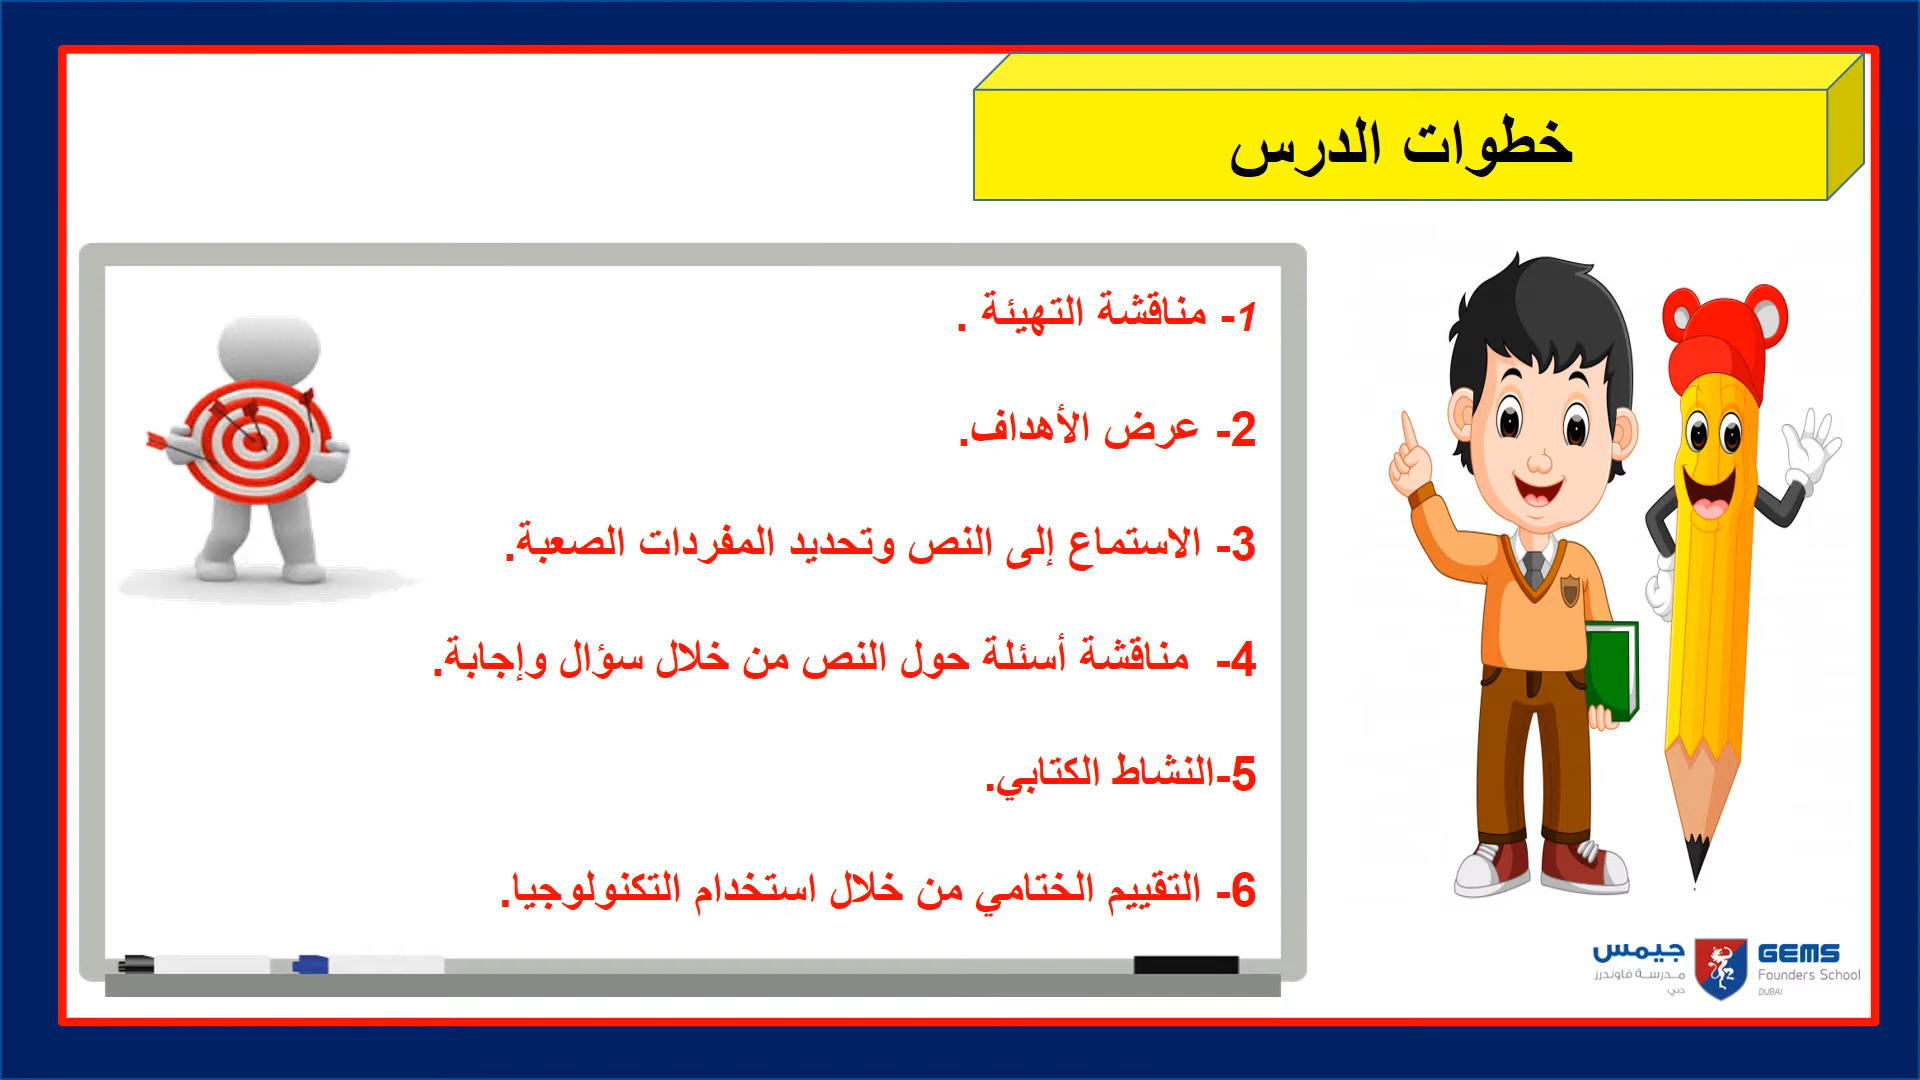 خطوات الدرس
1- مناقشة التهيئة .
2- عرض الأهداف.
3- الاستماع إلى النص وتحديد المفردات الصعبة.
4- مناقشة أسئلة حول النص من خلال سؤال وإجابة.
5-النشاط الكتابي.
6- التقييم الختامي من خلال استخدام التكنولوجيا.
جيمس
مدرسة فاوندرز
دبي
GEMS
Founders School
DUBAI